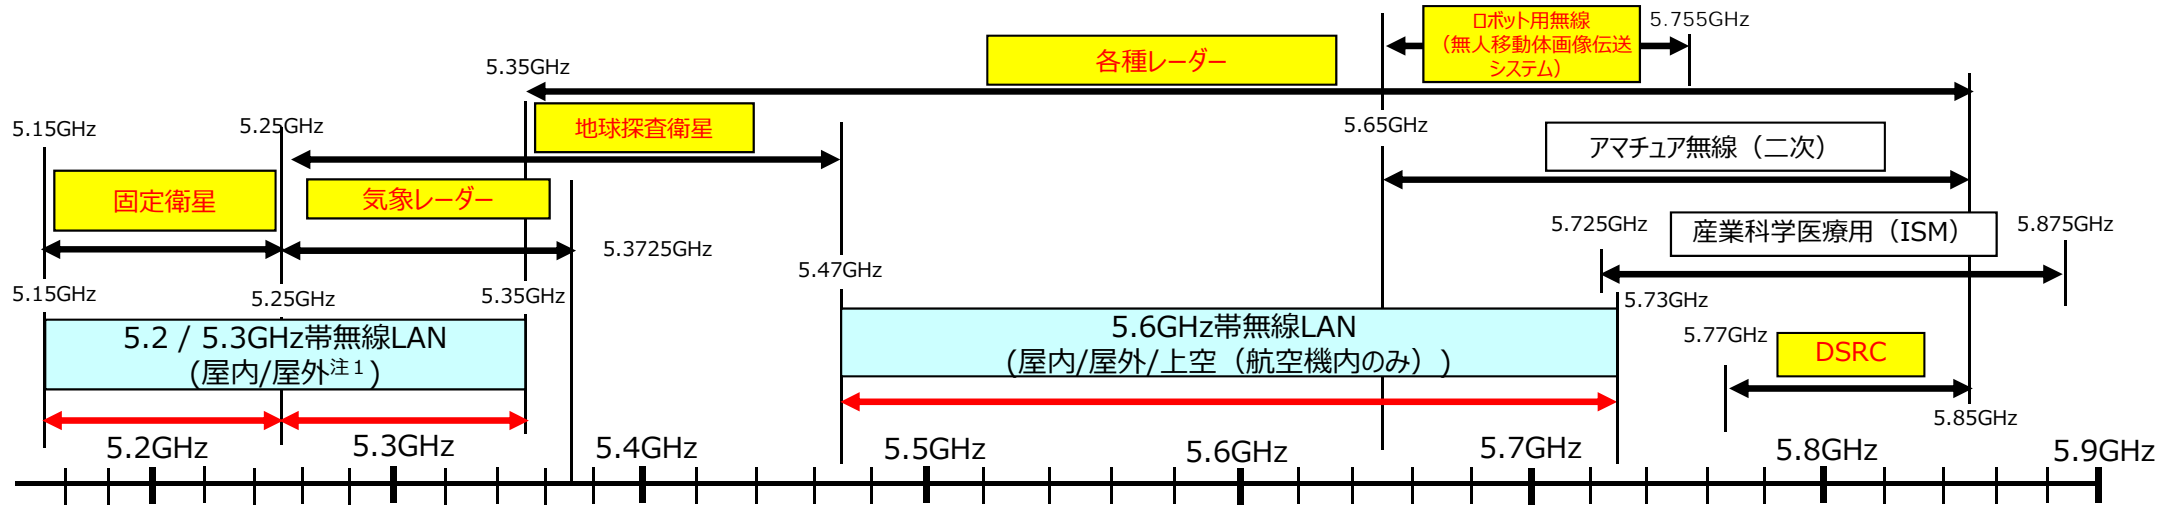 ロボット用無線
（無人移動体画像伝送
システム）
5.755GHz
各種レーダー
5.35GHz
地球探査衛星
5.15GHz
5.25GHz
5.65GHz
アマチュア無線（二次）
固定衛星
気象レーダー
5.725GHz
産業科学医療用（ISM）
5.875GHz
5.3725GHz
5.47GHz
5.15GHz
5.25GHz
5.35GHz
5.73GHz
5.2 / 5.3GHz帯無線LAN
(屋内/屋外注１)
5.6GHz帯無線LAN
(屋内/屋外/上空（航空機内のみ）)
5.77GHz
DSRC
5.85GHz
5.2GHz
5.3GHz
5.4GHz
5.5GHz
5.6GHz
5.7GHz
5.8GHz
5.9GHz